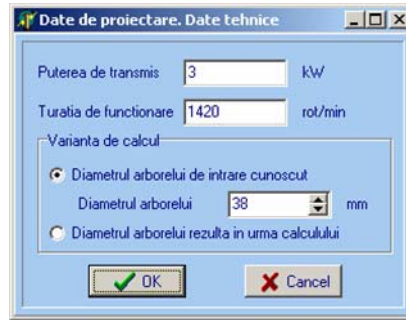 Date de proiectare. Date tehnice
Puterea de transmis 3 kW
Turatia de functionare 1420 rot/min
Varianta de calcul
Diametrul arborelui de intrare cunoscut
Diametrul arborelui 38 mm
Diametrul arborelui rezulta in urma calculului
OK Cancel